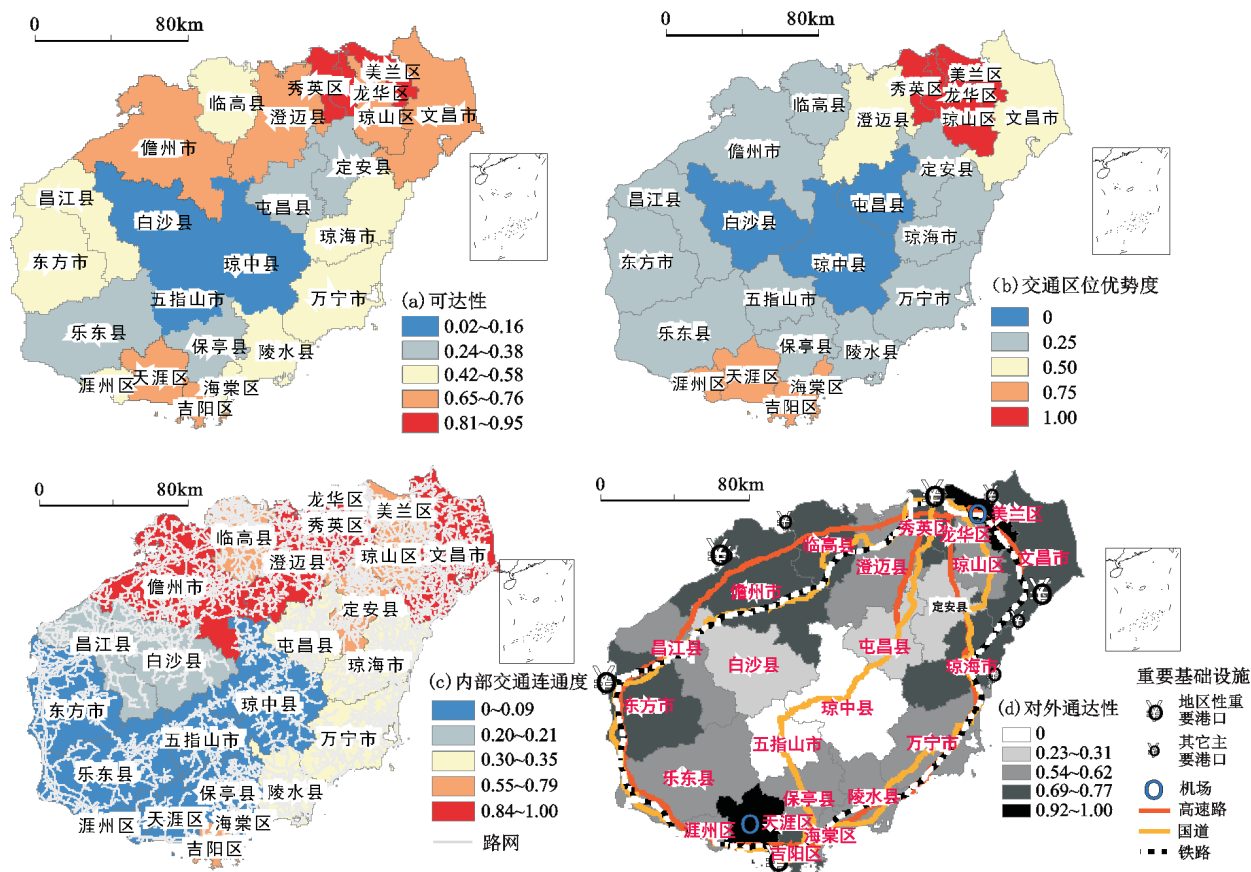 0 80km
美兰区
秀英区
龙华区
临高县
澄迈县
琼山区
文昌市
儋州市
定安县
昌江县
屯昌县
白沙县
琼海市
东方市
琼中县
五指山市
万宁市
乐东县
保亭县
陵水县
天涯区
涯州区
海棠区
吉阳区
(a)可达性
0.02~0.16
0.24~0.38
0.42~0.58
0.65~0.76
0.81~0.95
0 80km
美兰区
秀英区
龙华区
临高县
澄迈县
琼山区
文昌市
儋州市
定安县
昌江县
屯昌县
白沙县
琼海市
东方市
琼中县
五指山市
万宁市
乐东县
保亭县
陵水县
天涯区
涯州区
海棠区
吉阳区
(b)交通区位优势度
0
0.25
0.50
0.75
1.00
0 80km
龙华区
美兰区
秀英区
临高县
澄迈县
琼山区
文昌市
儋州市
定安县
昌江县
屯昌县
白沙县
琼海市
东方市
琼中县
五指山市
万宁市
乐东县
保亭县
陵水县
涯州区
天涯区
海棠区
吉阳区
(c)内部交通连通度
0~0.09
0.20~0.21
0.30~0.35
0.55~0.79
0.84~1.00
路网
0 80km
美兰区
秀英区
龙华区
临高县
澄迈县
琼山区
文昌市
儋州市
定安县
昌江县
屯昌县
白沙县
琼海市
东方市
琼中县
五指山市
万宁市
乐东县
保亭县
陵水县
涯州区
天涯区
海棠区
吉阳区
(d)对外通达性
0
0.23~0.31
0.54~0.62
0.69~0.77
0.92~1.00
重要基础设施
地区性重
要港口
其它主
要港口
机场
高速路
国道
铁路